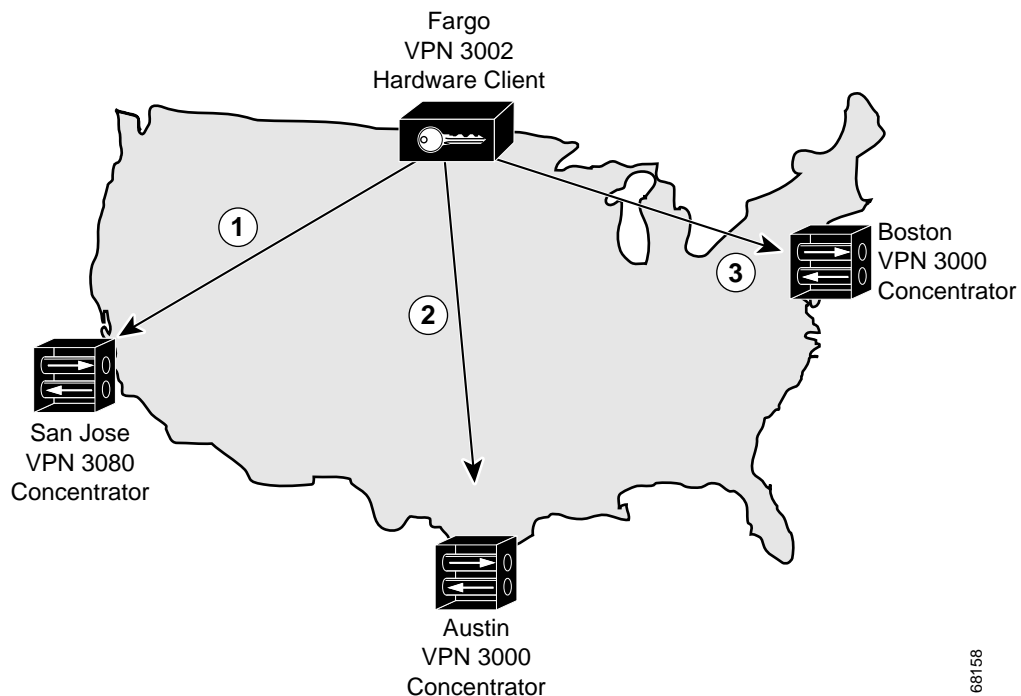 Fargo
VPN 3002
Hardware Client
1
2
3
Boston
VPN 3000
Concentrator
San Jose
VPN 3080
Concentrator
Austin
VPN 3000
Concentrator
68158